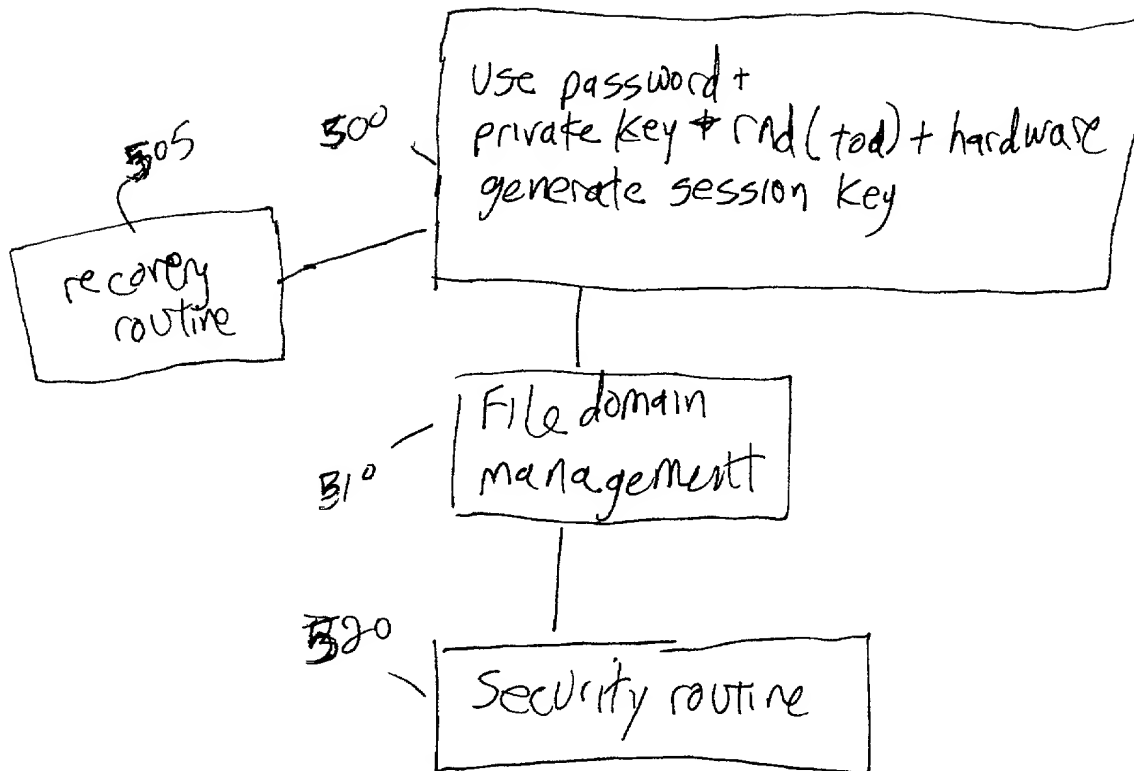 500
Use password +
private key + rnd(tod) + hardware
generate session key
505
recovery
routine
510
File domain
management
520
Security routine